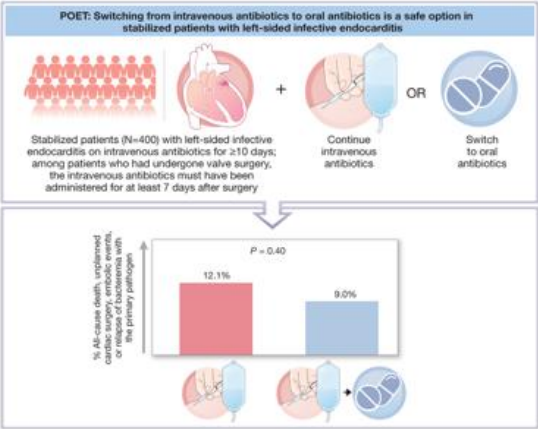 POET: Switching from intravenous antibiotics to oral antibiotics is a safe option in
stabilized patients with left-sided infective endocarditis
+
OR
Stabilized patients (N=400) with left-sided infective
endocarditis on intravenous antibiotics for ≥10 days;
among patients who had undergone valve surgery,
the intravenous antibiotics must have been
administered for at least 7 days after surgery
Continue
intravenous
antibiotics
Switch
to oral
antibiotics
% All-cause death, unplanned
cardiac surgery, embolic events,
or relapse of bacteremia with
the primary pathogen
P = 0.40
12.1%
9.0%